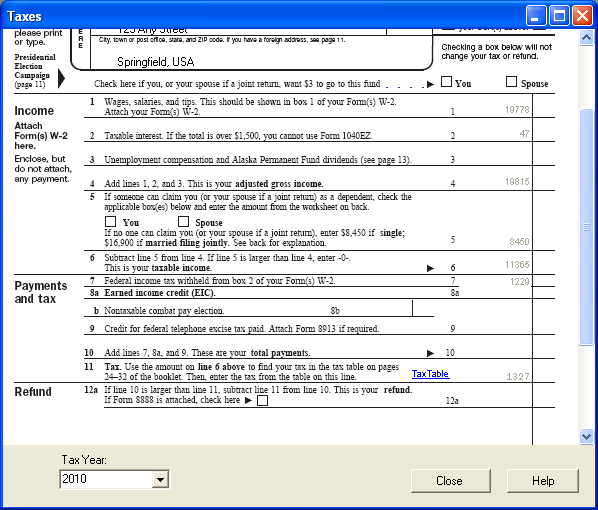 Taxes
please print
or type.
E
R
E
123 Any Street
City, town or post office, state, and ZIP code. If you have a foreign address, see page 11.
Springfield, USA
Checking a box below will not
change your tax or refund.
Presidential
Election
Campaign
(page 11)
Check here if you, or your spouse if a joint return, want $3 to go to this fund . . . . ▶ You Spouse
Income
Attach
Form(s) W-2
here.
Enclose, but
do not attach,
any payment.
1 Wages, salaries, and tips. This should be shown in box 1 of your Form(s) W-2.
Attach your Form(s) W-2. 1 19778
2 Taxable interest. If the total is over $1,500, you cannot use Form 1040EZ. 2 47
3 Unemployment compensation and Alaska Permanent Fund dividends (see page 13). 3
4 Add lines 1, 2, and 3. This is your adjusted gross income. 4 19815
5 If someone can claim you (or your spouse if a joint return) as a dependent, check the
applicable box(es) below and enter the amount from the worksheet on back.
You Spouse
If no one can claim you (or your spouse if a joint return), enter $8,450 if single;
$16,900 if married filing jointly. See back for explanation. 5 8450
6 Subtract line 5 from line 4. If line 5 is larger than line 4, enter -0-.
This is your taxable income. ▶ 6 11365
Payments
and tax
7 Federal income tax withheld from box 2 of your Form(s) W-2. 7 1229
8a Earned income credit (EIC). 8a
b Nontaxable combat pay election. 8b
9 Credit for federal telephone excise tax paid. Attach Form 8913 if required. 9
10 Add lines 7, 8a, and 9. These are your total payments. ▶ 10
11 Tax. Use the amount on line 6 above to find your tax in the tax table on pages
24–32 of the booklet. Then, enter the tax from the table on this line. TaxTable 1327
Refund
12a If line 10 is larger than line 11, subtract line 11 from line 10. This is your refund.
If Form 8888 is attached, check here ▶ 12a
Tax Year:
2010
Close
Help